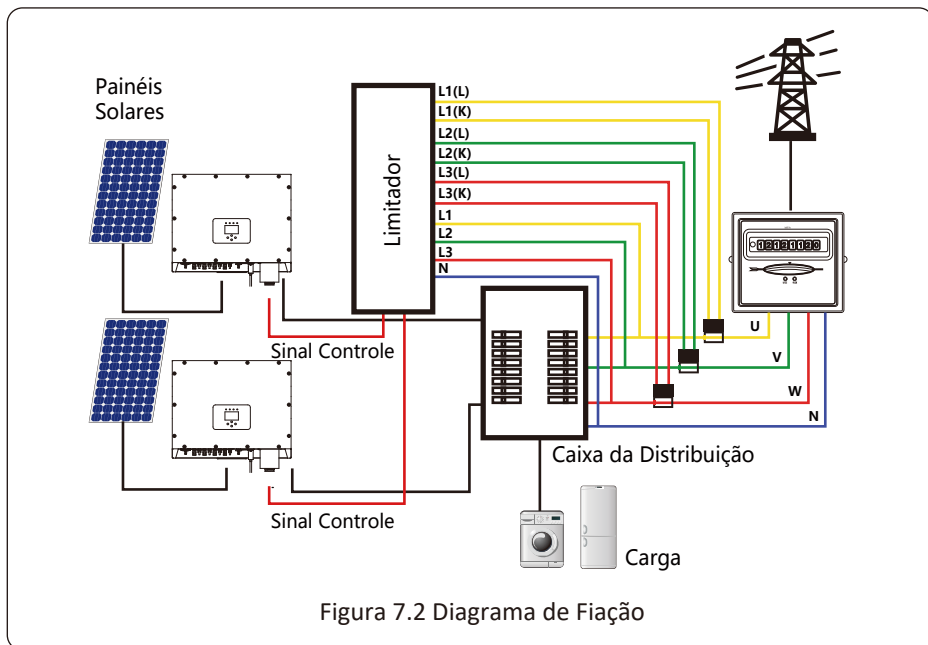 Painéis
Solares
Limitador
L1(L)
L1(K)
L2(L)
L2(K)
L3(L)
L3(K)
L1
L2
L3
N
Sinal Controle
Sinal Controle
U
V
W
N
Caixa da Distribuição
Carga
Figura 7.2 Diagrama de Fiação